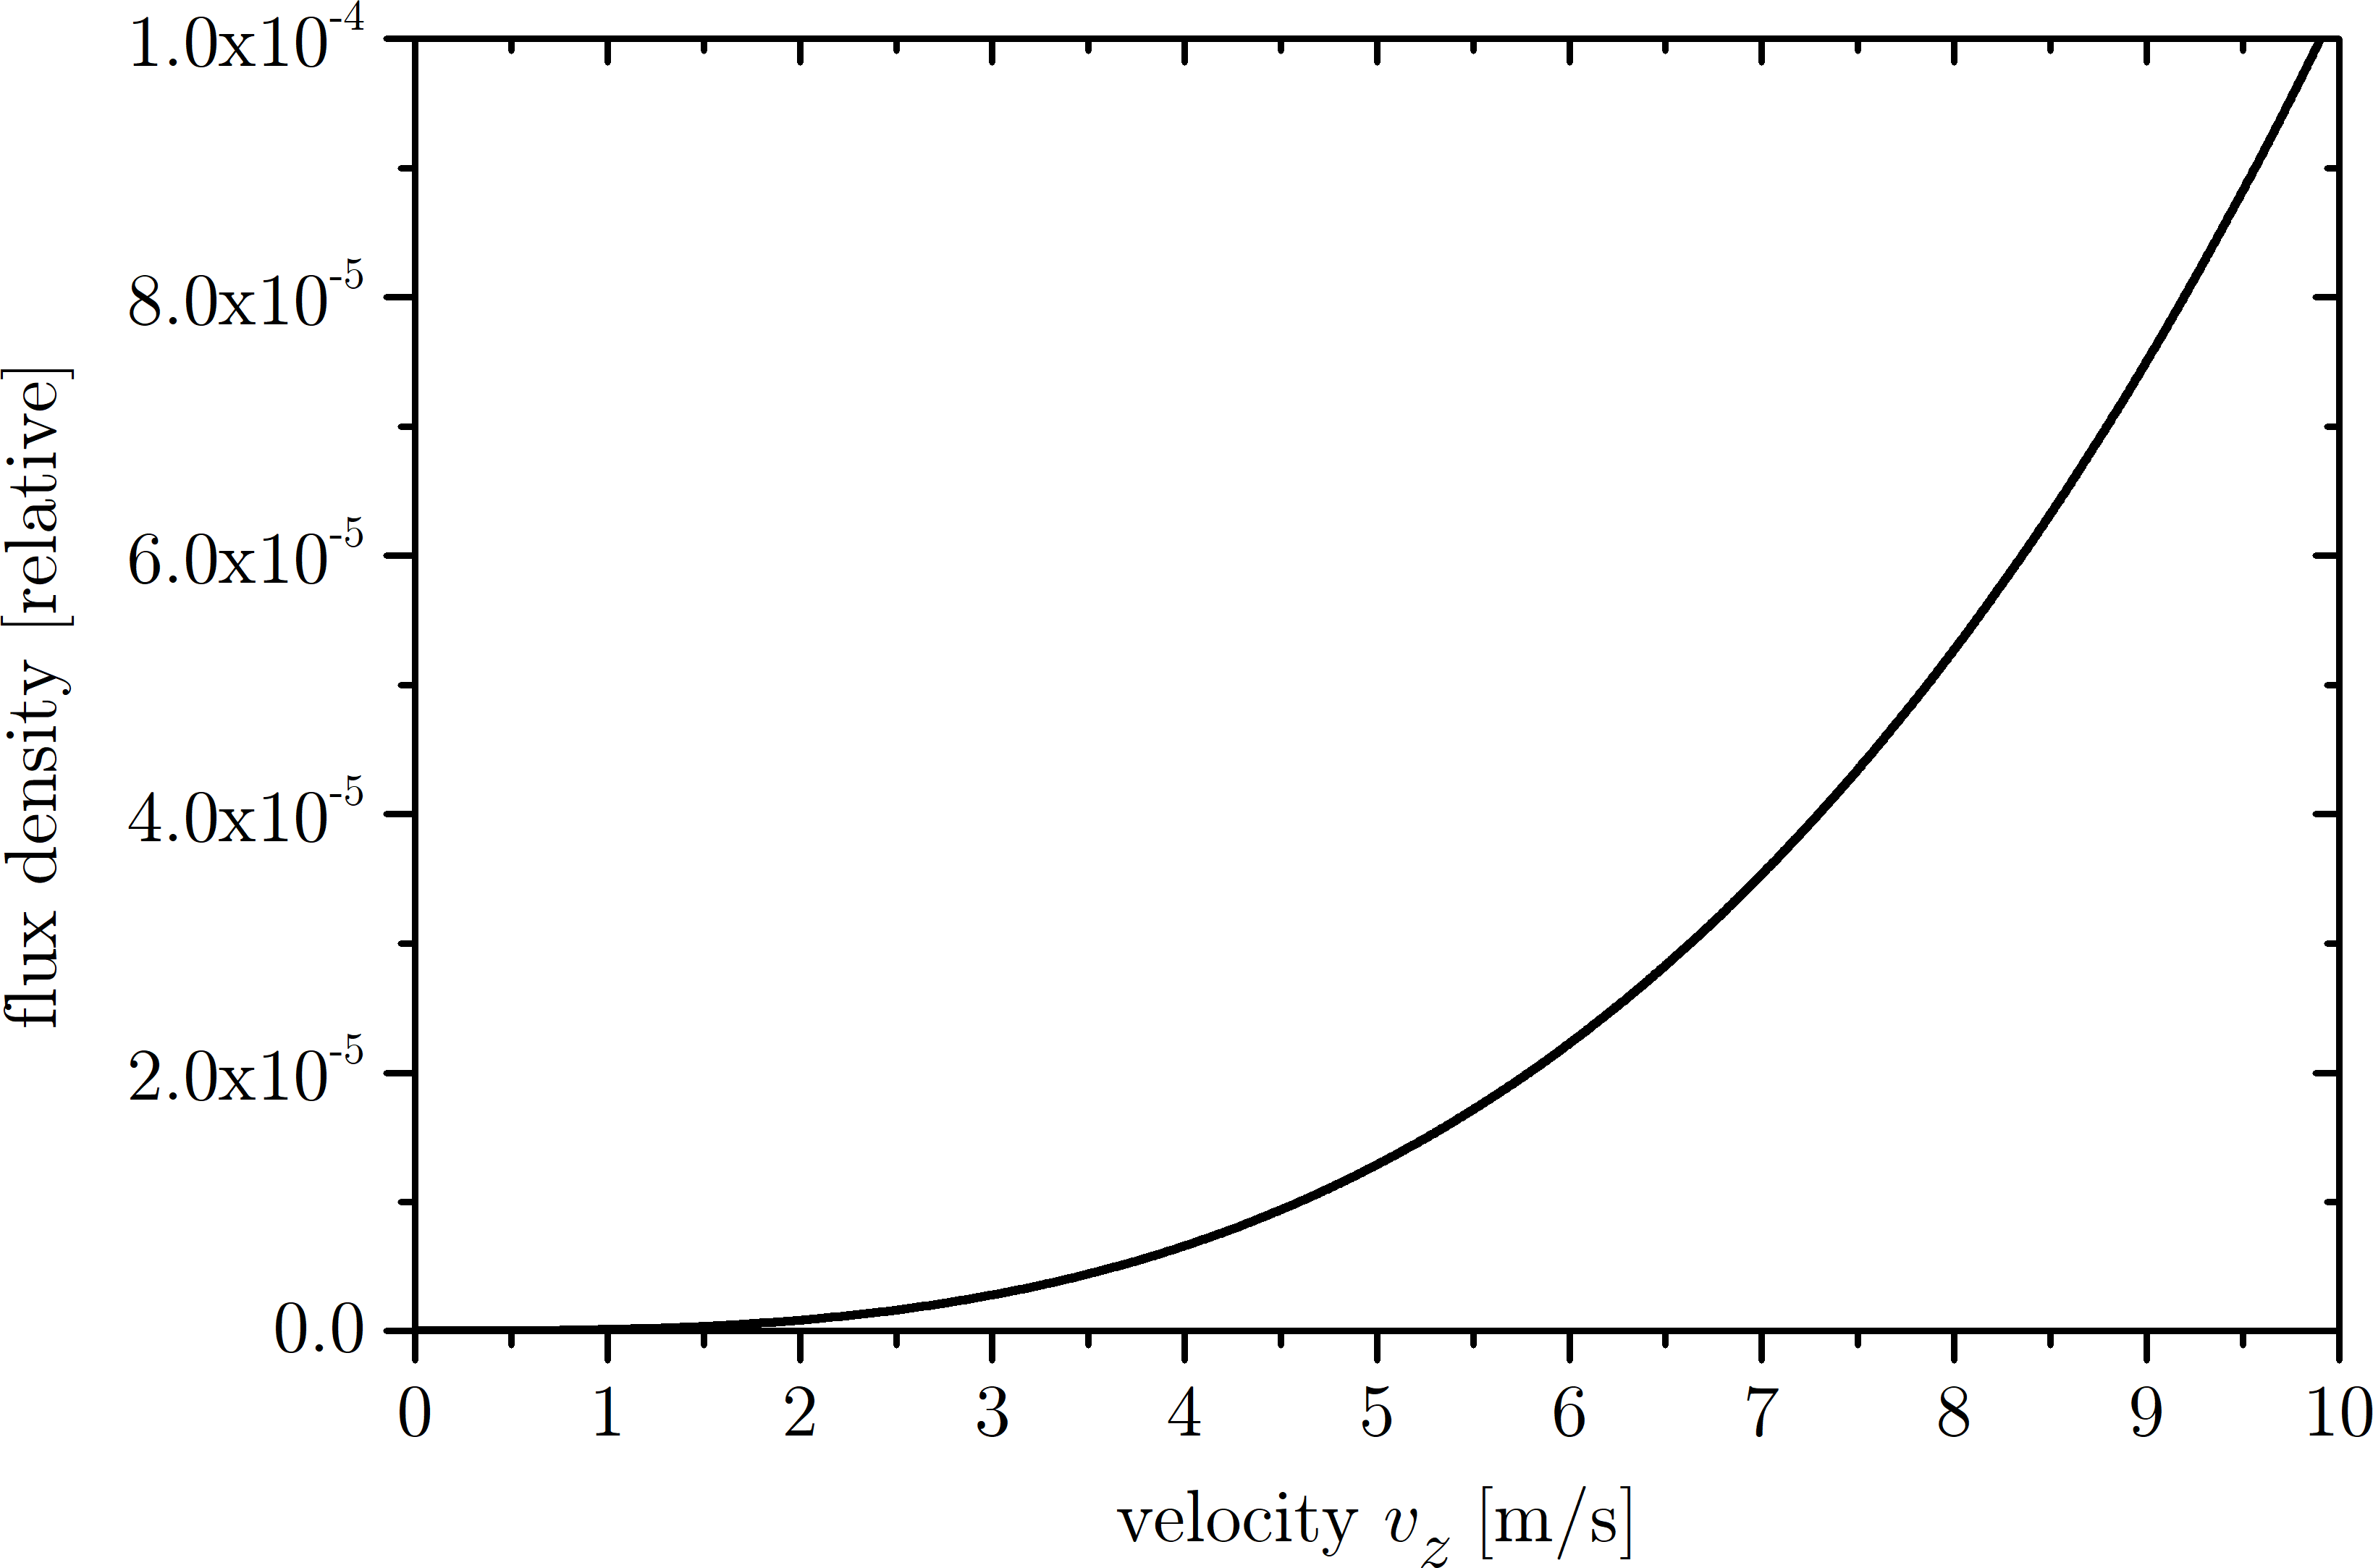 1.0x10⁻⁴
8.0x10⁻⁵
6.0x10⁻⁵
4.0x10⁻⁵
2.0x10⁻⁵
0.0
flux density [relative]
0 1 2 3 4 5 6 7 8 9 10
velocity v_z [m/s]